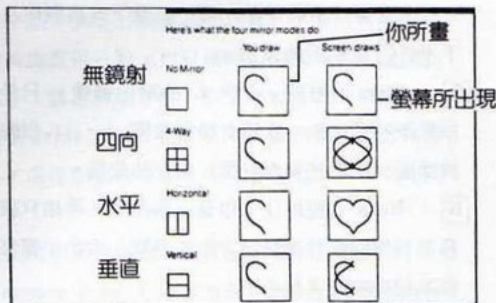 Here's what the four mirror modes do
You draw
Screen draws
你所畫
無鏡射
No Mirror
螢幕所出現
四向
4-Way
水平
Horizontal
垂直
Vertical